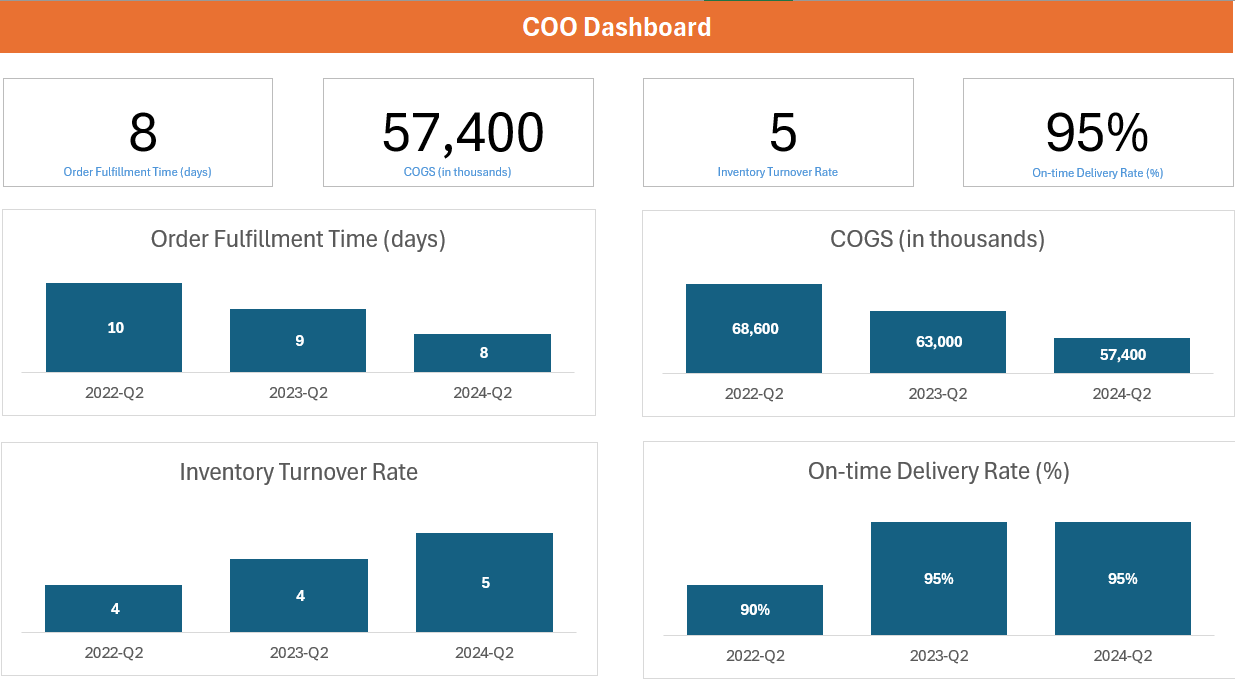 COO Dashboard
8
Order Fulfillment Time (days)
57,400
COGS (in thousands)
5
Inventory Turnover Rate
95%
On-time Delivery Rate (%)
Order Fulfillment Time (days)
10
9
8
2022-Q2
2023-Q2
2024-Q2
COGS (in thousands)
68,600
63,000
57,400
2022-Q2
2023-Q2
2024-Q2
Inventory Turnover Rate
4
4
5
2022-Q2
2023-Q2
2024-Q2
On-time Delivery Rate (%)
90%
95%
95%
2022-Q2
2023-Q2
2024-Q2